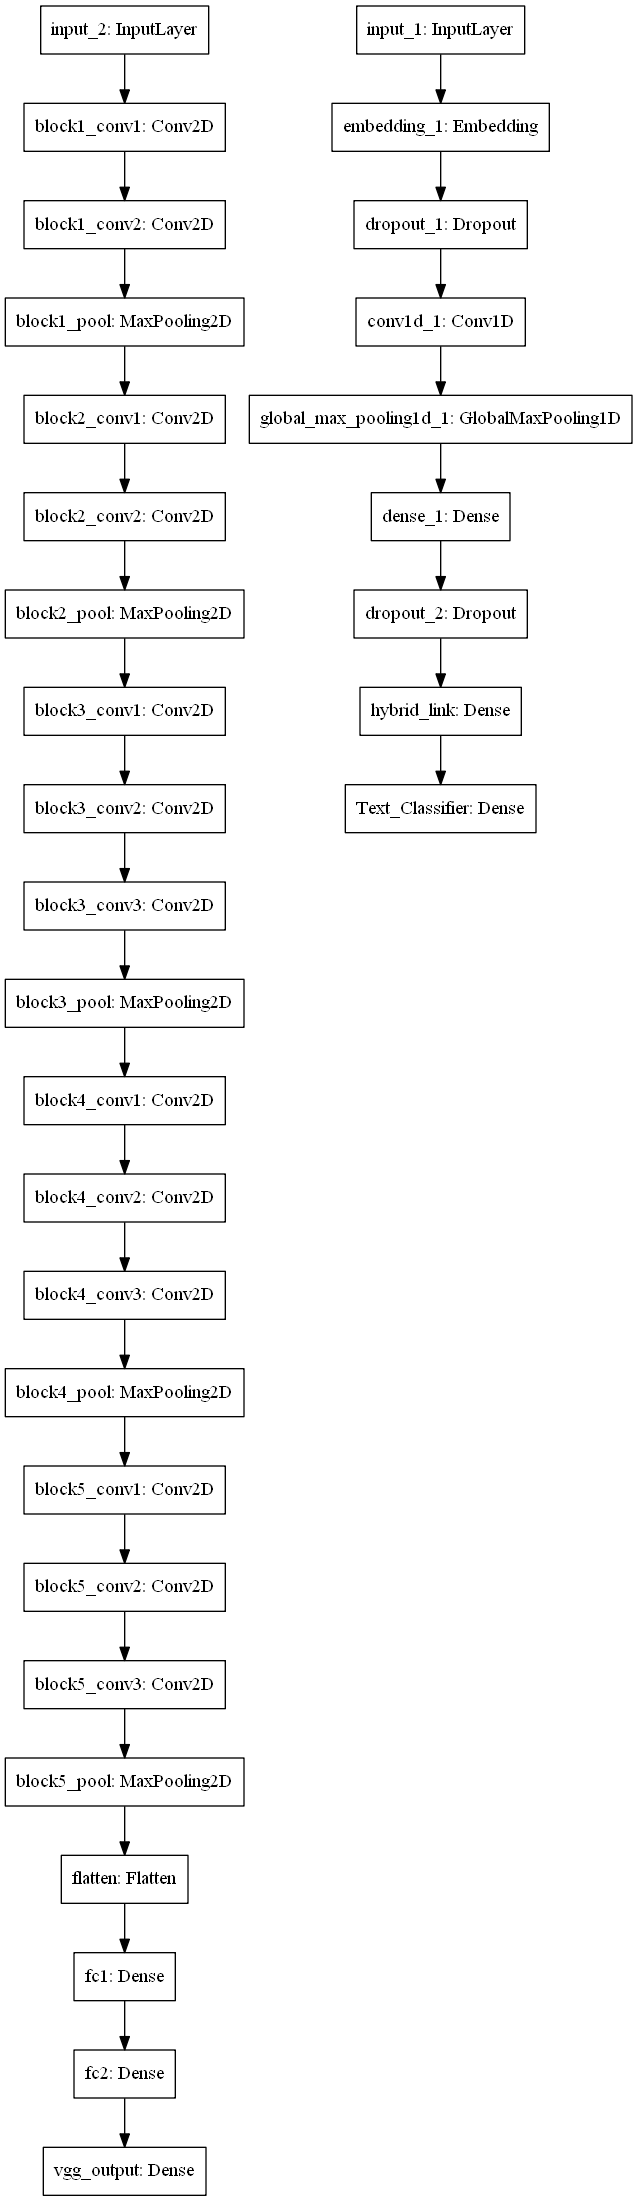 input_2: InputLayer
block1_conv1: Conv2D
block1_conv2: Conv2D
block1_pool: MaxPooling2D
block2_conv1: Conv2D
block2_conv2: Conv2D
block2_pool: MaxPooling2D
block3_conv1: Conv2D
block3_conv2: Conv2D
block3_conv3: Conv2D
block3_pool: MaxPooling2D
block4_conv1: Conv2D
block4_conv2: Conv2D
block4_conv3: Conv2D
block4_pool: MaxPooling2D
block5_conv1: Conv2D
block5_conv2: Conv2D
block5_conv3: Conv2D
block5_pool: MaxPooling2D
flatten: Flatten
fc1: Dense
fc2: Dense
vgg_output: Dense
input_1: InputLayer
embedding_1: Embedding
dropout_1: Dropout
conv1d_1: Conv1D
global_max_pooling1d_1: GlobalMaxPooling1D
dense_1: Dense
dropout_2: Dropout
hybrid_link: Dense
Text_Classifier: Dense